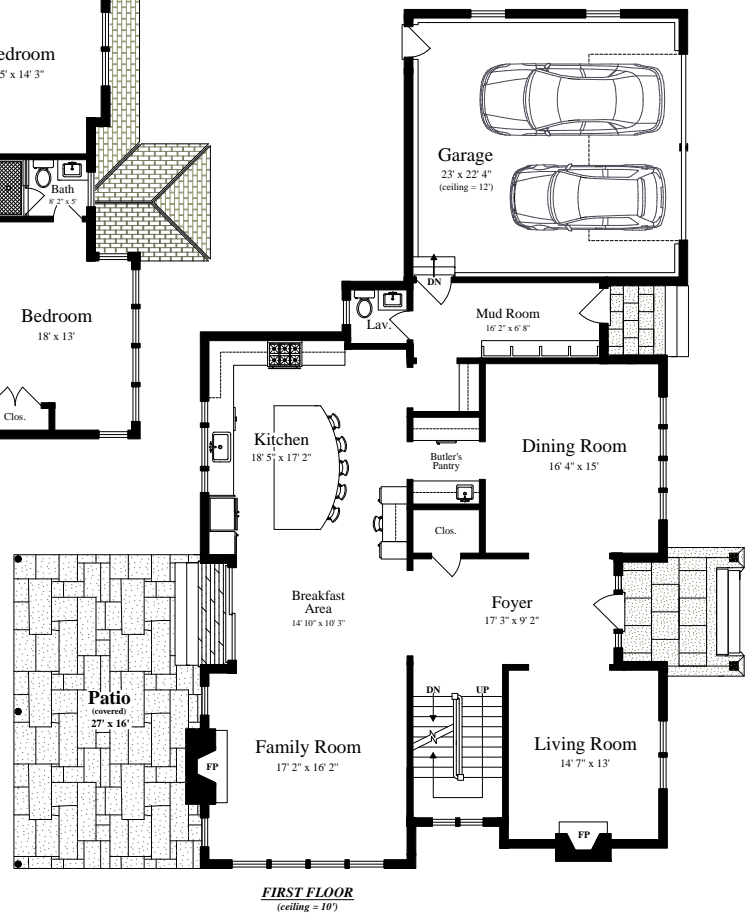 edroom
5' x 14' 3"
Bath
8' 2" x 5'
Bedroom
18' x 13'
Clos.
Garage
23' x 22' 4"
(ceiling = 12')
DN
Lav.
Mud Room
16' 2" x 6' 8"
Kitchen
18' 5" x 17' 2"
Butler's
Pantry
Dining Room
16' 4" x 15'
Clos.
Breakfast
Area
14' 10" x 10' 3"
Foyer
17' 3" x 9' 2"
Patio
(covered)
27' x 16'
DN
UP
Family Room
17' 2" x 16' 2"
Living Room
14' 7" x 13'
FP
FP
FIRST FLOOR
(ceiling = 10')